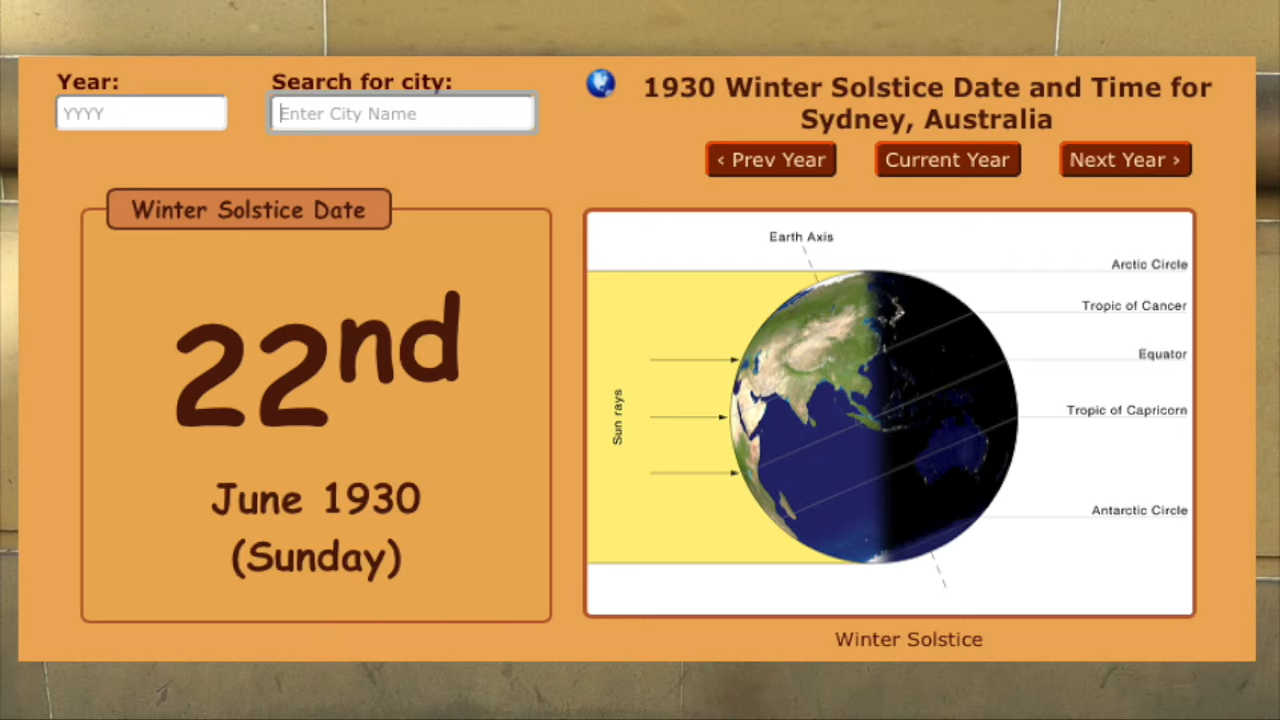 Year:
YYYY
Search for city:
Enter City Name
1930 Winter Solstice Date and Time for
Sydney, Australia
‹ Prev Year
Current Year
Next Year ›
Winter Solstice Date
22nd
June 1930
(Sunday)
Earth Axis
Arctic Circle
Tropic of Cancer
Equator
Sun rays
Tropic of Capricorn
Antarctic Circle
Winter Solstice